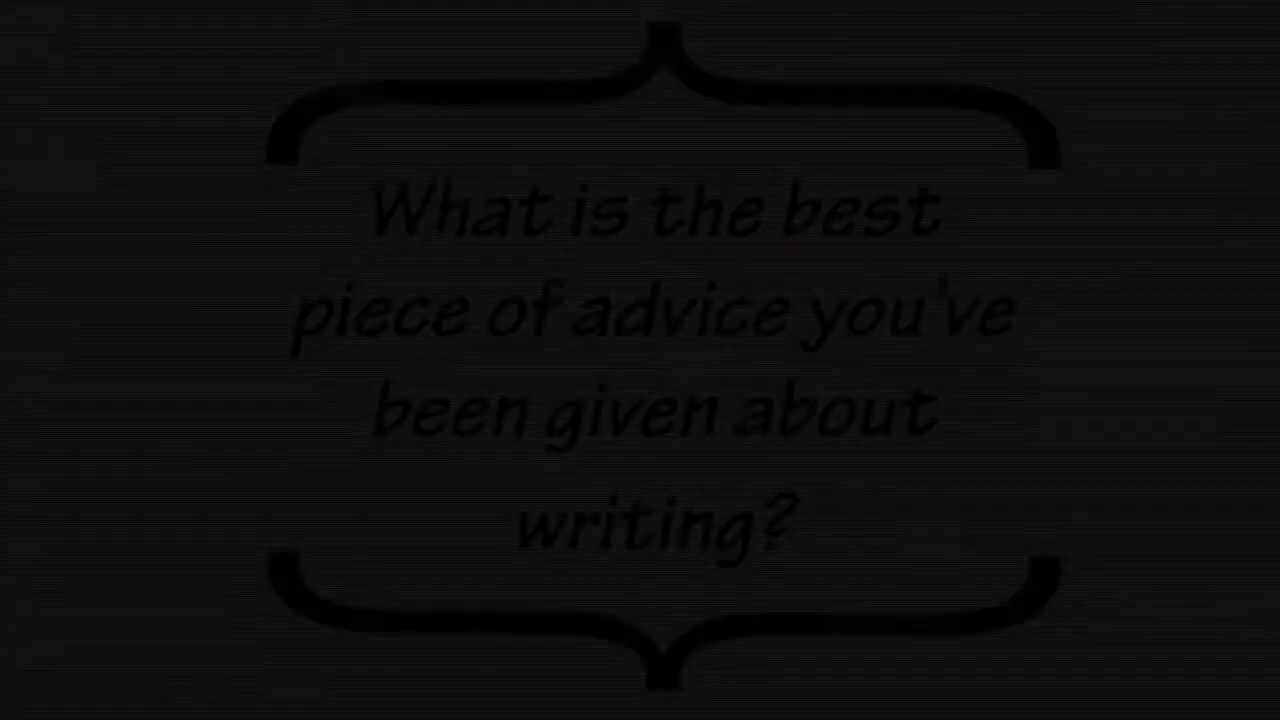 What is the best
piece of advice you've
been given about
writing?